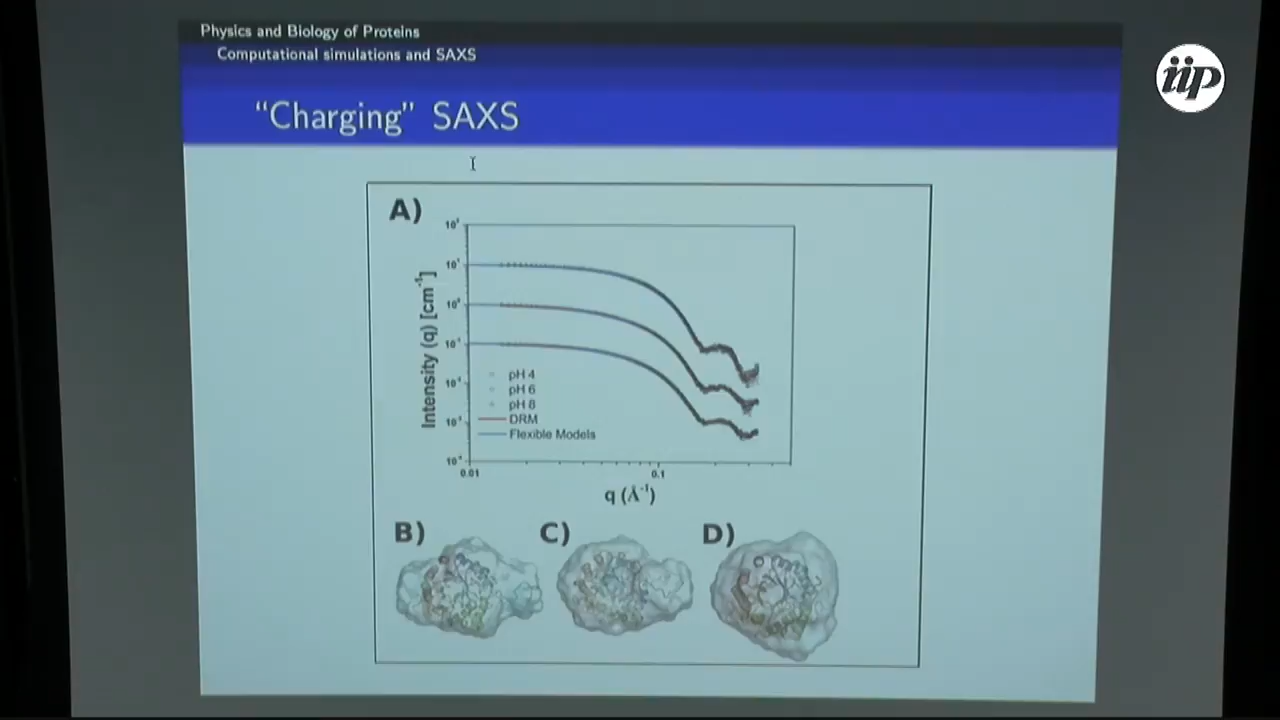 Physics and Biology of Proteins
Computational simulations and SAXS
iip
“Charging” SAXS
A)
Intensity (q) [cm⁻¹]
pH 4
pH 6
pH 8
DRM
Flexible Models
0.01
0.1
q (Å⁻¹)
B)
C)
D)